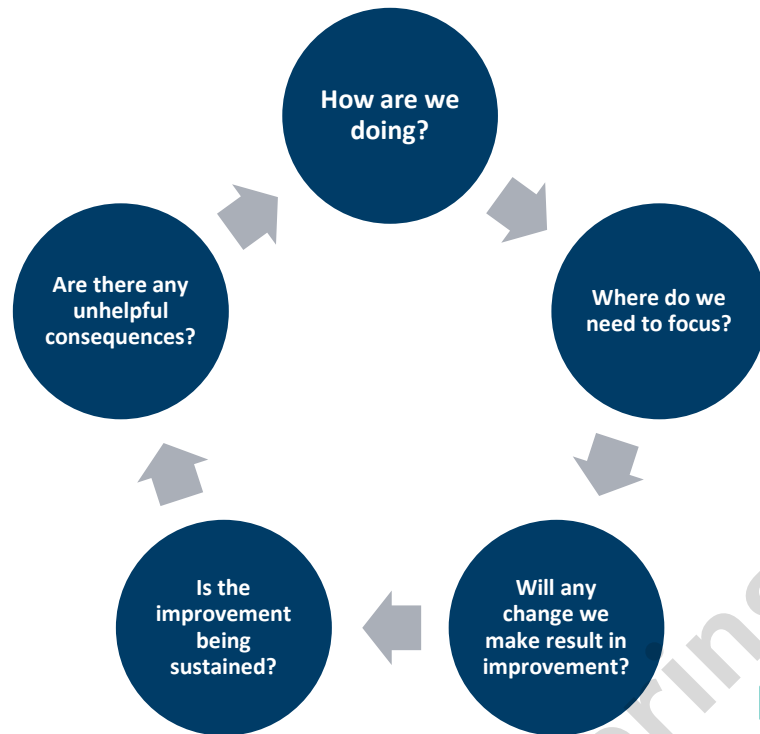 How are we
doing?
Where do we
need to focus?
Will any
change we
make result in
improvement?
Is the
improvement
being
sustained?
Are there any
unhelpful
consequences?